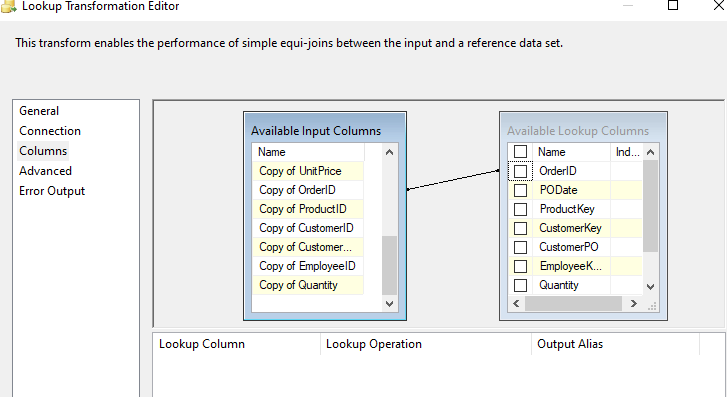 Lookup Transformation Editor
This transform enables the performance of simple equi-joins between the input and a reference data set.
General
Connection
Columns
Advanced
Error Output
Available Input Columns
Name
Copy of UnitPrice
Copy of OrderID
Copy of ProductID
Copy of CustomerID
Copy of Customer...
Copy of EmployeeID
Copy of Quantity
Available Lookup Columns
Name Ind...
OrderID
PODate
ProductKey
CustomerKey
CustomerPO
EmployeeK...
Quantity
Lookup Column Lookup Operation Output Alias